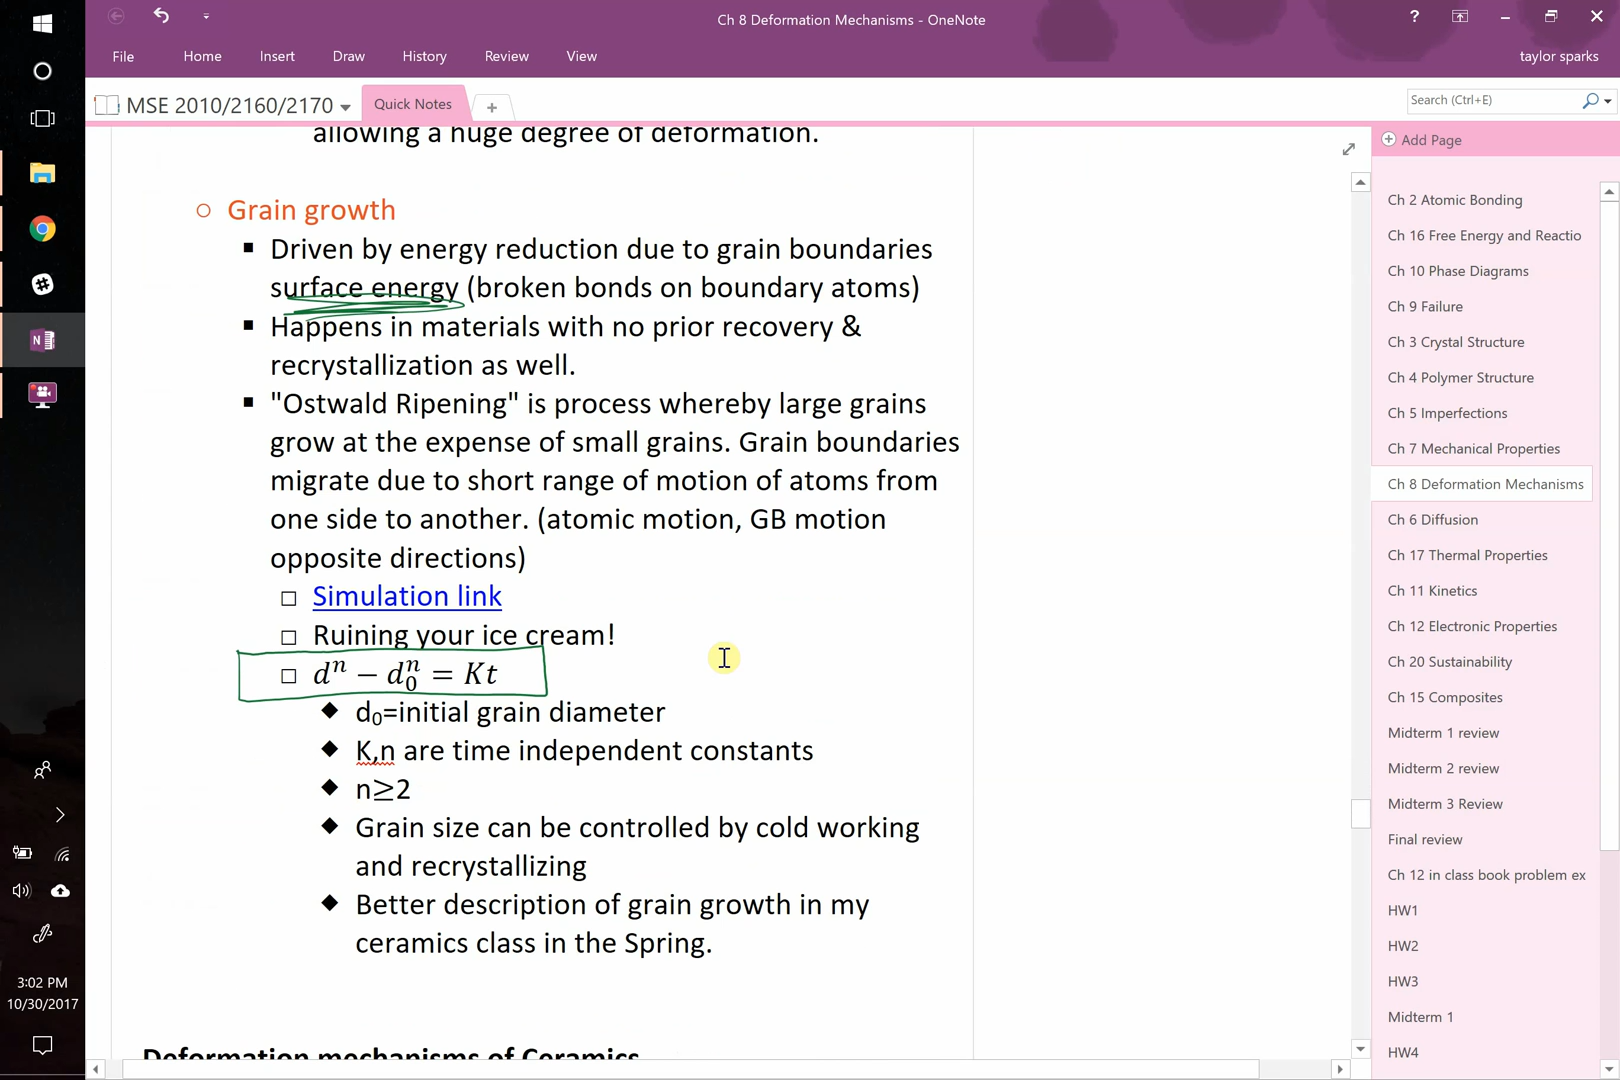 Ch 8 Deformation Mechanisms - OneNote
?
File Home Insert Draw History Review View
taylor sparks
MSE 2010/2160/2170
Quick Notes
+
Search (Ctrl+E)
allowing a huge degree of deformation.
Grain growth
Driven by energy reduction due to grain boundaries
surface energy (broken bonds on boundary atoms)
Happens in materials with no prior recovery &
recrystallization as well.
"Ostwald Ripening" is process whereby large grains
grow at the expense of small grains. Grain boundaries
migrate due to short range of motion of atoms from
one side to another. (atomic motion, GB motion
opposite directions)
Simulation link
Ruining your ice cream!
dⁿ − d₀ⁿ = Kt
d₀=initial grain diameter
K,n are time independent constants
n≥2
Grain size can be controlled by cold working
and recrystallizing
Better description of grain growth in my
ceramics class in the Spring.
Deformation mechanisms of Ceramics
Add Page
Ch 2 Atomic Bonding
Ch 16 Free Energy and Reactio
Ch 10 Phase Diagrams
Ch 9 Failure
Ch 3 Crystal Structure
Ch 4 Polymer Structure
Ch 5 Imperfections
Ch 7 Mechanical Properties
Ch 8 Deformation Mechanisms
Ch 6 Diffusion
Ch 17 Thermal Properties
Ch 11 Kinetics
Ch 12 Electronic Properties
Ch 20 Sustainability
Ch 15 Composites
Midterm 1 review
Midterm 2 review
Midterm 3 Review
Final review
Ch 12 in class book problem ex
HW1
HW2
HW3
Midterm 1
HW4
3:02 PM
10/30/2017